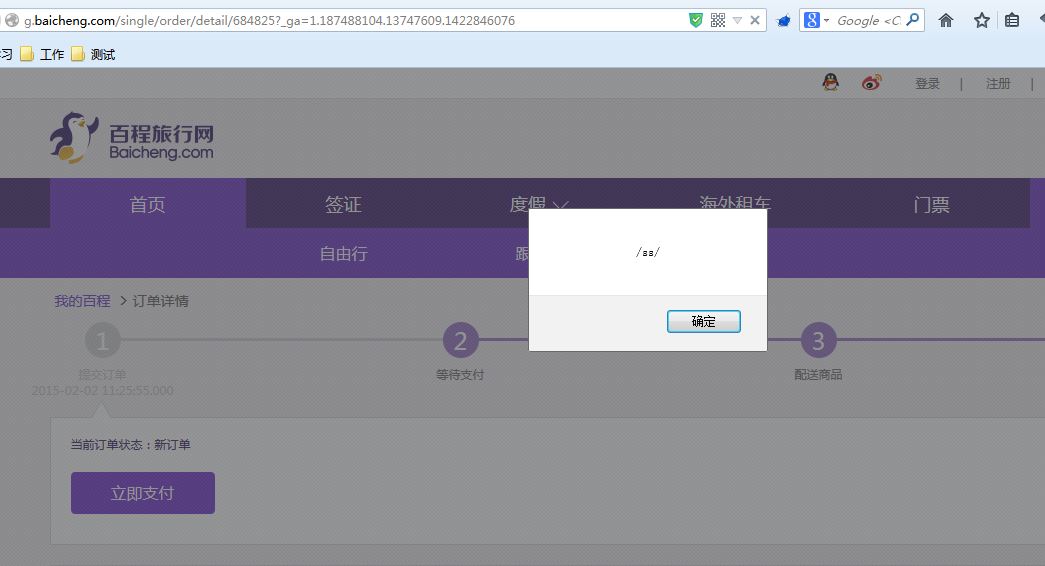 g.baicheng.com/single/order/detail/684825?_ga=1.187488104.13747609.1422846076
Google <C
习 工作 测试
登录 | 注册 |
百程旅行网
Baicheng.com
首页 签证 度假 海外租车 门票
自由行 跟
/ss/
确定
我的百程 > 订单详情
1 2 3
提交订单 等待支付 配送商品
2015-02-02 11:25:55.000
当前订单状态：新订单
立即支付